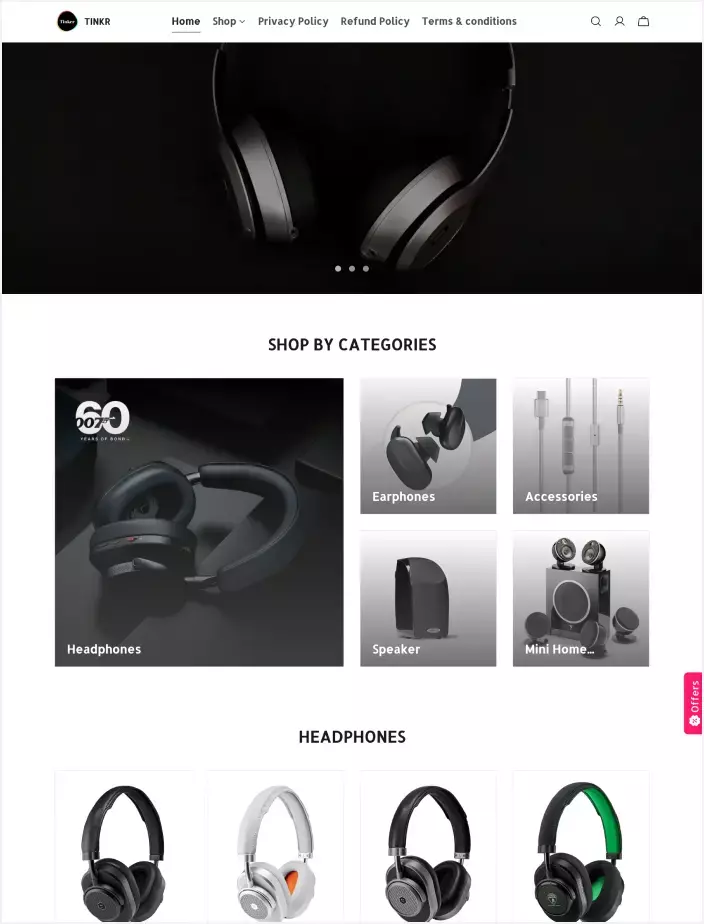 Tinker TINKR Home Shop Privacy Policy Refund Policy Terms & conditions
SHOP BY CATEGORIES
60
007
YEARS OF BOND
Headphones
Earphones
Accessories
Speaker
Mini Home...
Offers
HEADPHONES